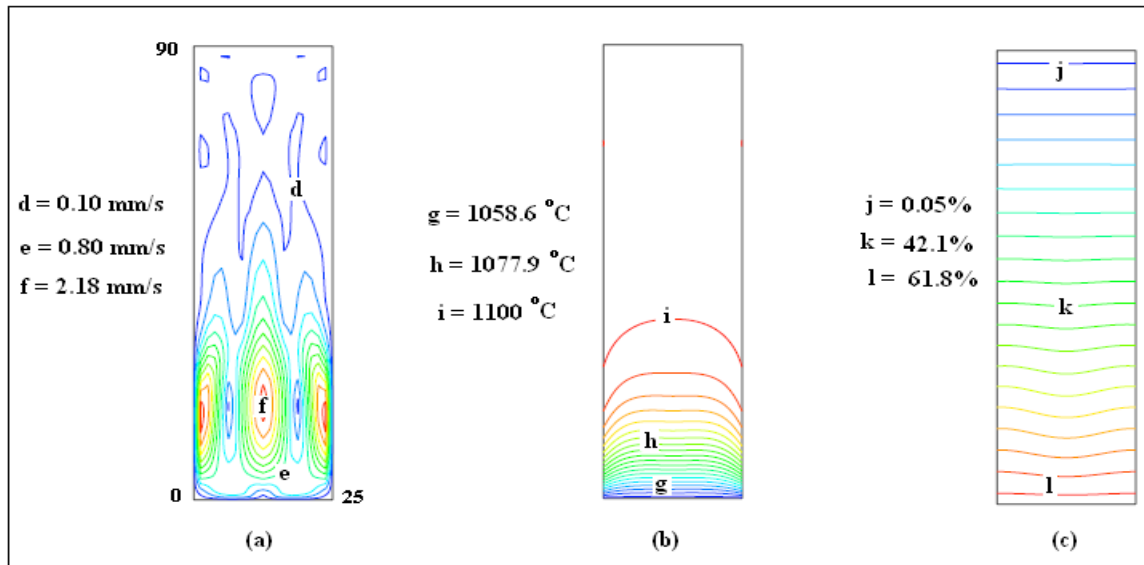 90
d
d = 0.10 mm/s
e = 0.80 mm/s
f = 2.18 mm/s
f
e
0
25
(a)
g = 1058.6 °C
h = 1077.9 °C
i = 1100 °C
i
h
g
(b)
j
j = 0.05%
k = 42.1%
l = 61.8%
k
l
(c)